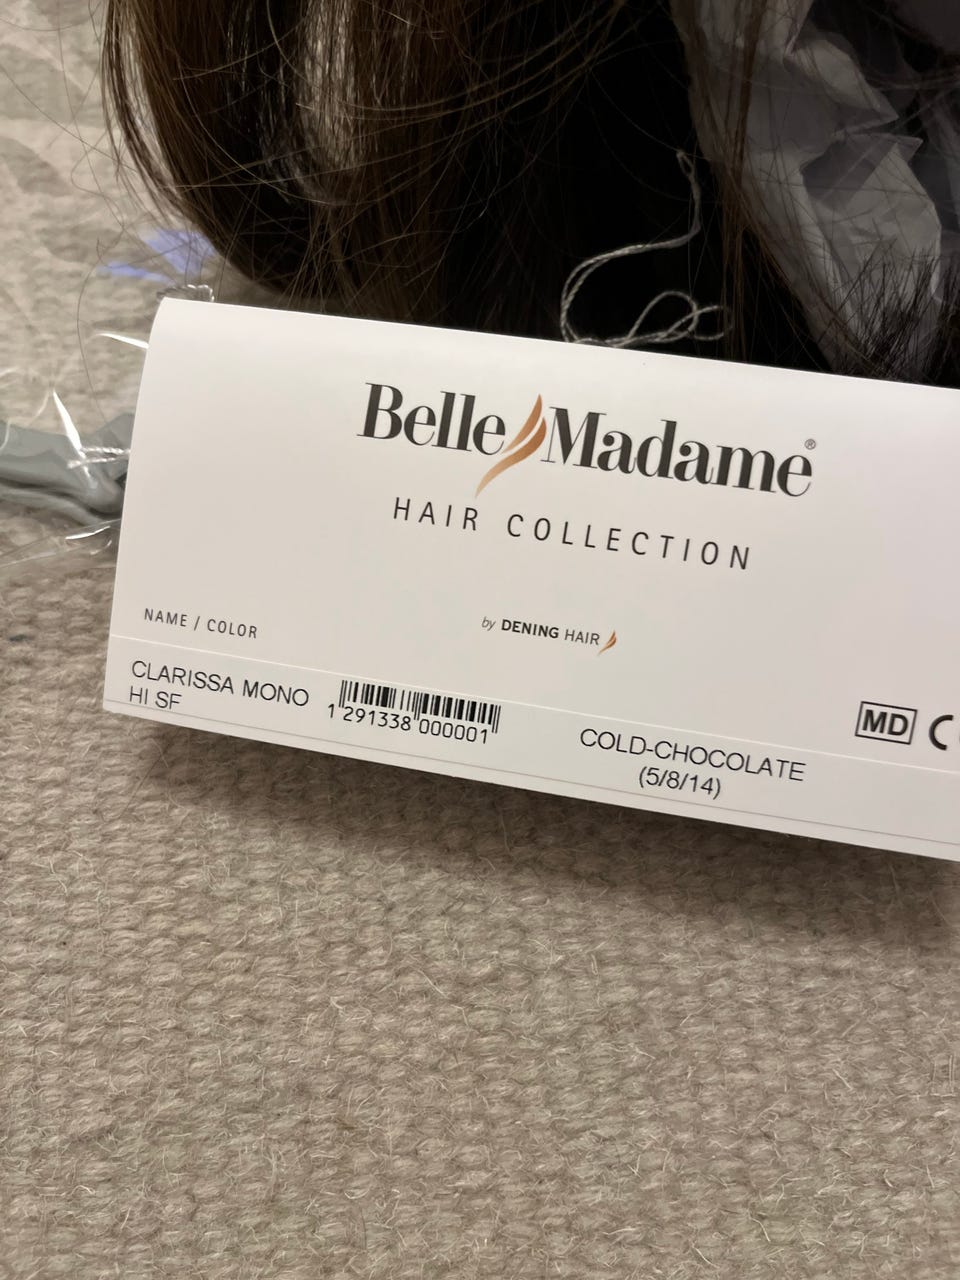 Belle Madame®
HAIR COLLECTION
by DENING HAIR
NAME / COLOR
CLARISSA MONO
HI SF
1 291338 000001
COLD-CHOCOLATE
(5/8/14)
MD